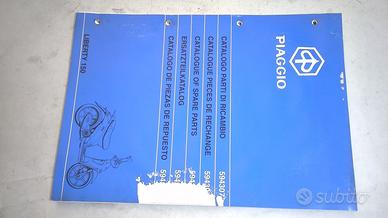 PIAGGIO
CATALOGO PARTI DI RICAMBIO
CATALOGUE PIECES DE RECHANGE
CATALOGUE OF SPARE PARTS
ERSATZTEILKATALOG
CATALOGO DE PIEZAS DE REPUESTO
LIBERTY 150
subito